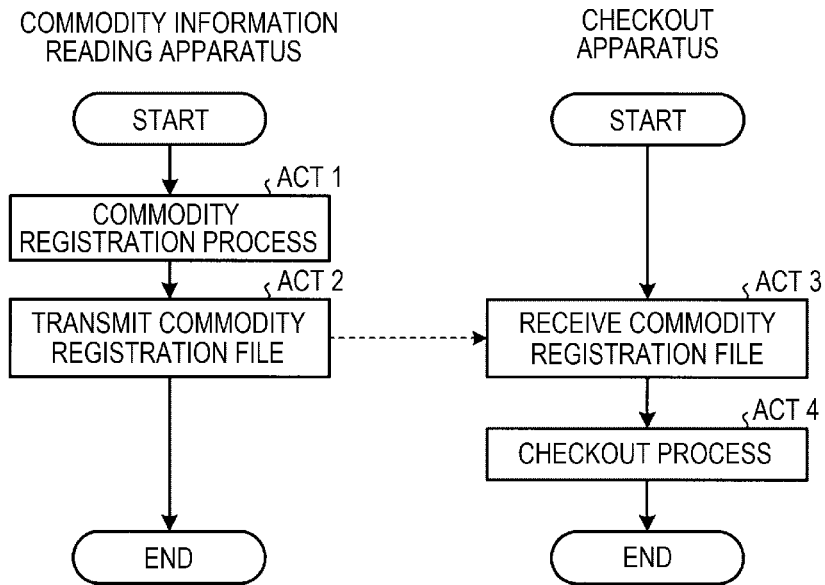 COMMODITY INFORMATION
READING APPARATUS
START
ACT 1
COMMODITY
REGISTRATION PROCESS
ACT 2
TRANSMIT COMMODITY
REGISTRATION FILE
END
CHECKOUT
APPARATUS
START
ACT 3
RECEIVE COMMODITY
REGISTRATION FILE
ACT 4
CHECKOUT PROCESS
END